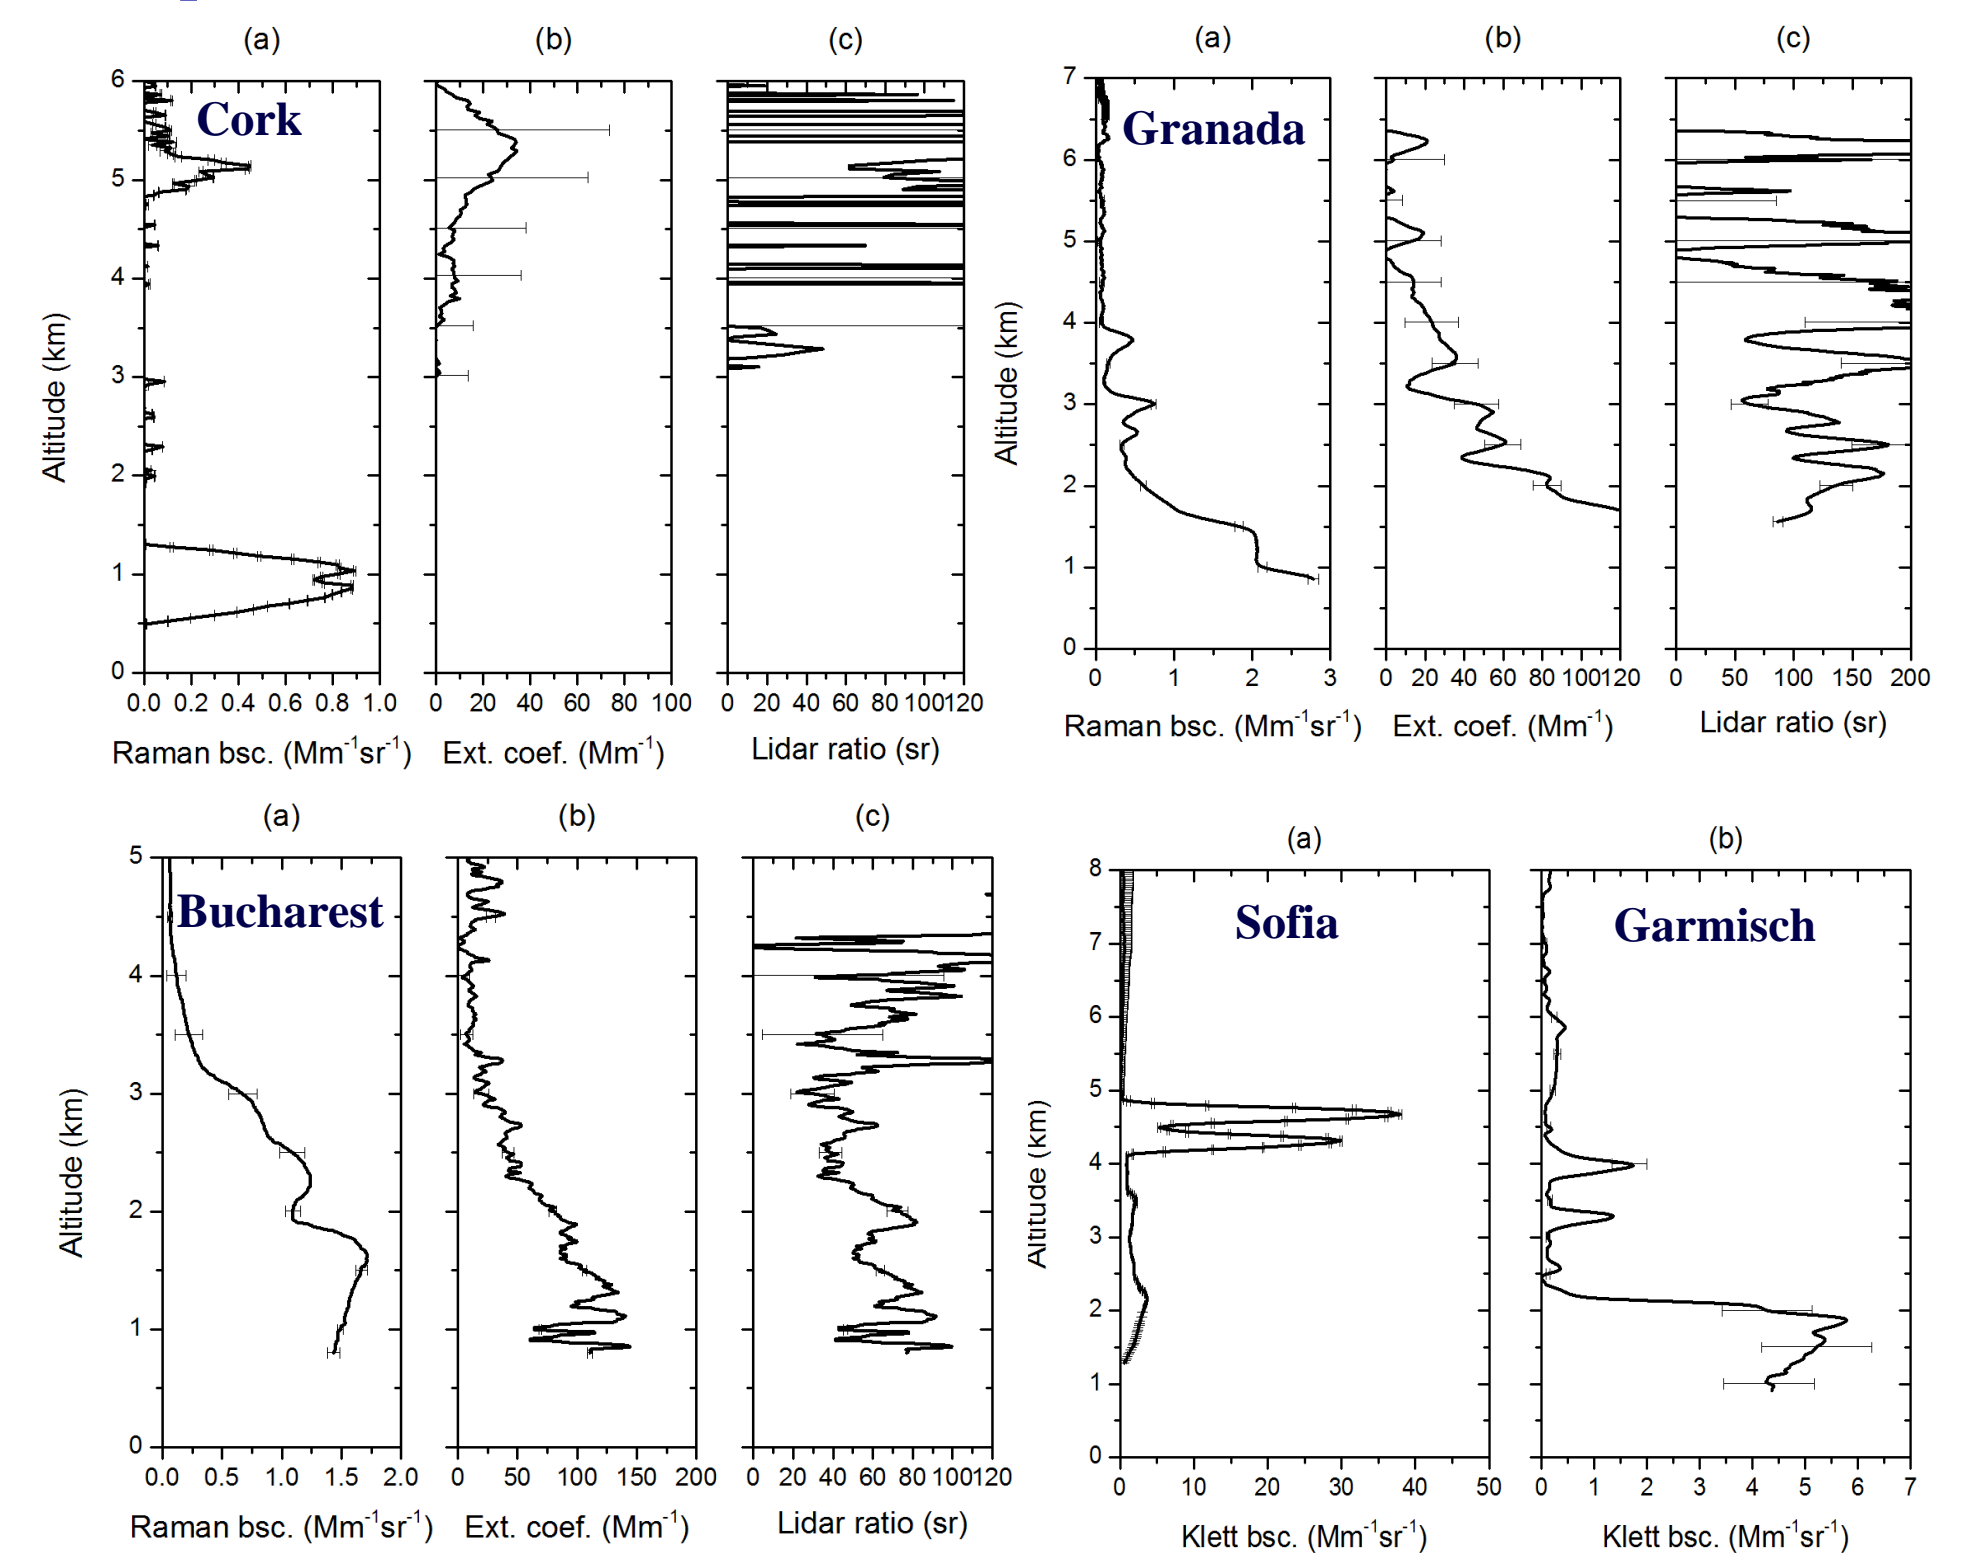 (a) (b) (c)
Cork
6
5
4
3
2
1
0
Altitude (km)
0.0 0.2 0.4 0.6 0.8 1.0
0 20 40 60 80 100
0 20 40 60 80 100 120
Raman bsc. (Mm⁻¹sr⁻¹) Ext. coef. (Mm⁻¹) Lidar ratio (sr)
(a) (b) (c)
Granada
7
6
5
4
3
2
1
0
Altitude (km)
0 1 2 3
0 20 40 60 80 100 120
0 50 100 150 200
Raman bsc. (Mm⁻¹sr⁻¹) Ext. coef. (Mm⁻¹) Lidar ratio (sr)
(a) (b) (c)
Bucharest
5
4
3
2
1
0
Altitude (km)
0.0 0.5 1.0 1.5 2.0
0 50 100 150 200
0 20 40 60 80 100 120
Raman bsc. (Mm⁻¹sr⁻¹) Ext. coef. (Mm⁻¹) Lidar ratio (sr)
(a) (b)
Sofia Garmisch
8
7
6
5
4
3
2
1
0
Altitude (km)
0 10 20 30 40 50
0 1 2 3 4 5 6 7
Klett bsc. (Mm⁻¹sr⁻¹) Klett bsc. (Mm⁻¹sr⁻¹)